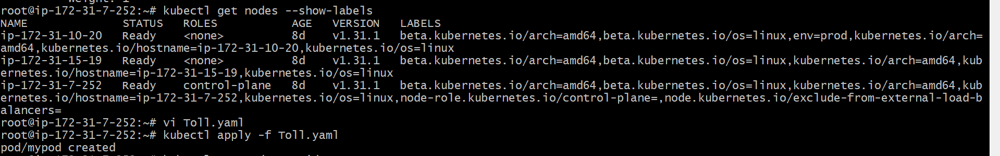 weight: 1
root@ip-172-31-7-252:~# kubectl get nodes --show-labels
NAME STATUS ROLES AGE VERSION LABELS
ip-172-31-10-20 Ready <none> 8d v1.31.1 beta.kubernetes.io/arch=amd64,beta.kubernetes.io/os=linux,env=prod,kubernetes.io/arch=
amd64,kubernetes.io/hostname=ip-172-31-10-20,kubernetes.io/os=linux
ip-172-31-15-19 Ready <none> 8d v1.31.1 beta.kubernetes.io/arch=amd64,beta.kubernetes.io/os=linux,kubernetes.io/arch=amd64,kub
ernetes.io/hostname=ip-172-31-15-19,kubernetes.io/os=linux
ip-172-31-7-252 Ready control-plane 8d v1.31.1 beta.kubernetes.io/arch=amd64,beta.kubernetes.io/os=linux,kubernetes.io/arch=amd64,kub
ernetes.io/hostname=ip-172-31-7-252,kubernetes.io/os=linux,node-role.kubernetes.io/control-plane=,node.kubernetes.io/exclude-from-external-load-b
alancers=
root@ip-172-31-7-252:~# vi Toll.yaml
root@ip-172-31-7-252:~# kubectl apply -f Toll.yaml
pod/mypod created